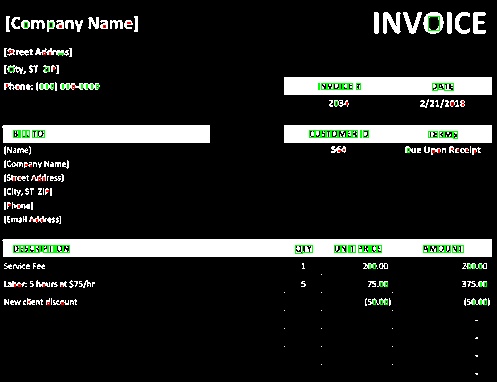 [Company Name] INVOICE
[Street Address]
[City, ST ZIP]
Phone: (000) 000-0000 INVOICE # DATE
2034 2/21/2018
BILL TO CUSTOMER ID TERMS
[Name] 564 Due Upon Receipt
[Company Name]
[Street Address]
[City, ST ZIP]
[Phone]
[Email Address]
DESCRIPTION QTY UNIT PRICE AMOUNT
Service Fee 1 200.00 200.00
Labor: 5 hours at $75/hr 5 75.00 375.00
New client discount (50.00) (50.00)
-
-
-
-